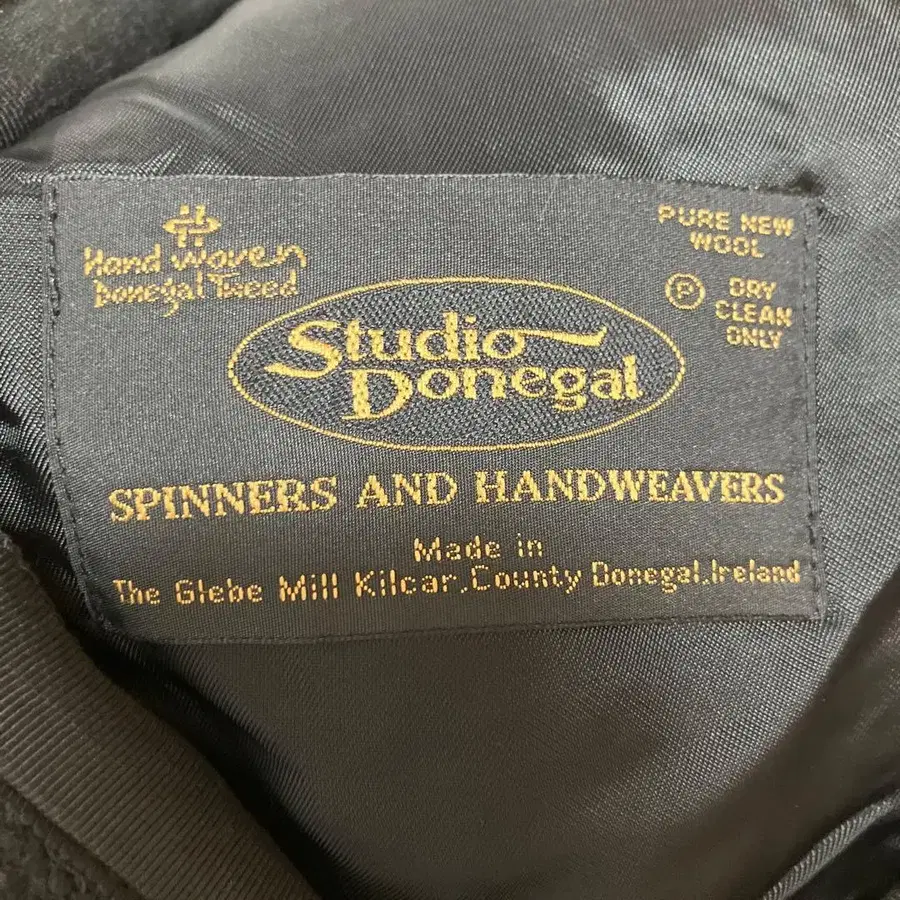 Hand woven
Donegal Tweed
PURE NEW
WOOL
P DRY
CLEAN
ONLY
Studio
Donegal
SPINNERS AND HANDWEAVERS
Made in
The Glebe Mill Kilcar, County Donegal, Ireland